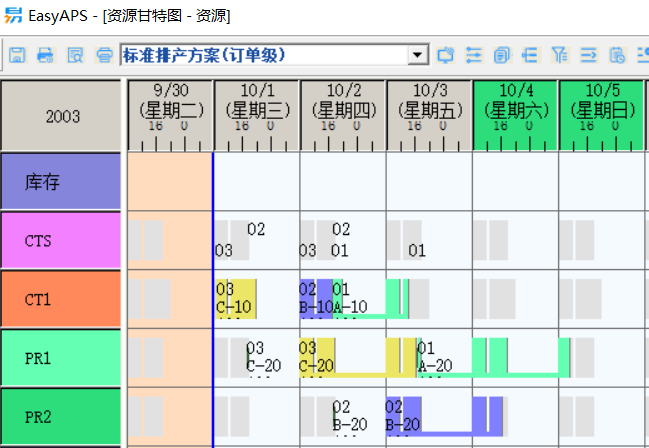 EasyAPS - [资源甘特图 - 资源]
标准排产方案(订单级)
2003
9/30 10/1 10/2 10/3 10/4 10/5
(星期二) (星期三) (星期四) (星期五) (星期六) (星期日)
16 0 16 0 16 0 16 0 16 0 16 0
库存
CTS
02 02
03 03 01 01
CT1
03 02 01
C-10 B-10 A-10
PR1
03 03 01
C-20 C-20 A-20
PR2
02 02
B-20 B-20